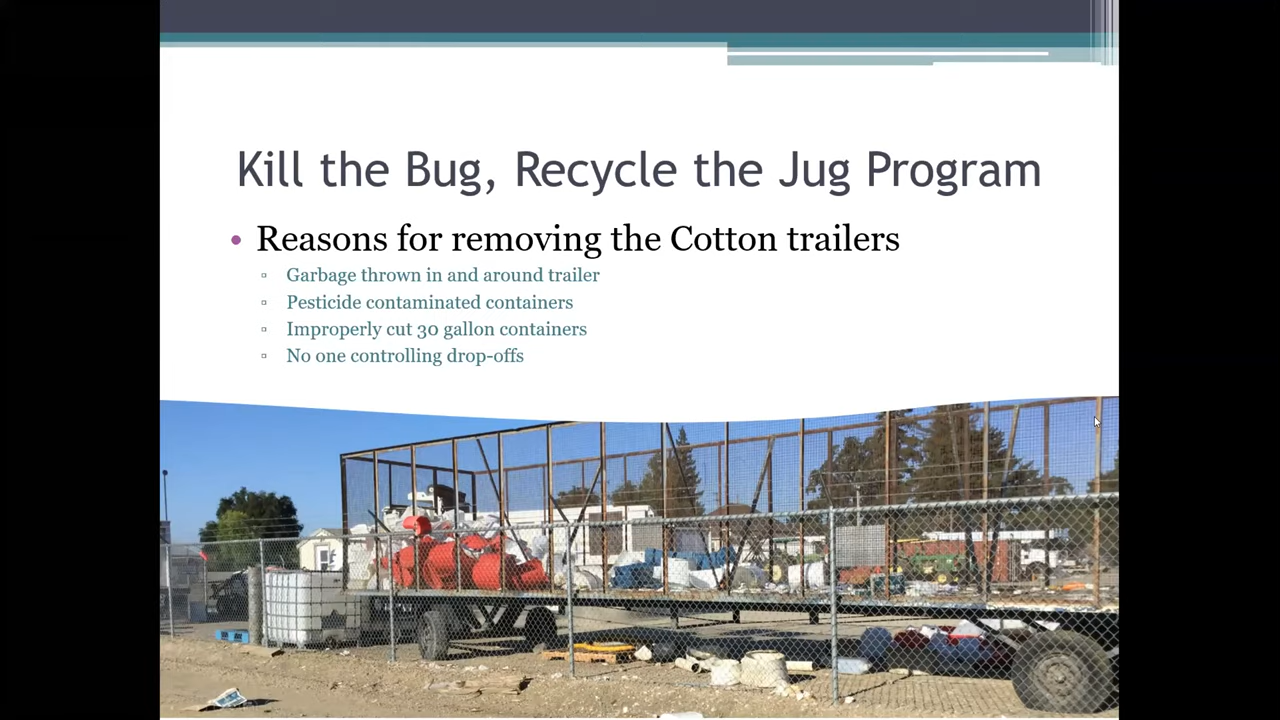 Kill the Bug, Recycle the Jug Program
Reasons for removing the Cotton trailers
Garbage thrown in and around trailer
Pesticide contaminated containers
Improperly cut 30 gallon containers
No one controlling drop-offs